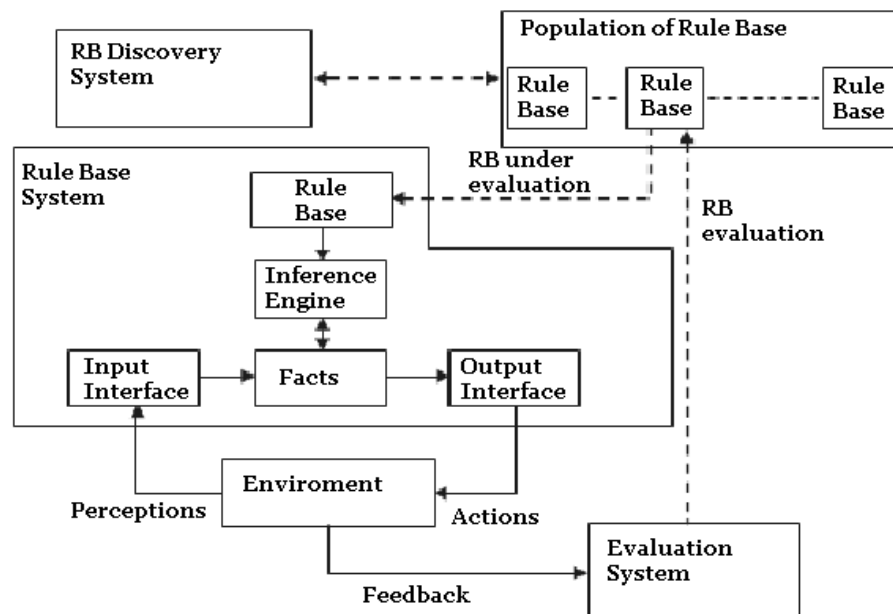 RB Discovery
System
Population of Rule Base
Rule
Base
Rule
Base
Rule
Base
RB under
evaluation
RB
evaluation
Rule Base
System
Rule
Base
Inference
Engine
Input
Interface
Facts
Output
Interface
Enviroment
Perceptions
Actions
Feedback
Evaluation
System